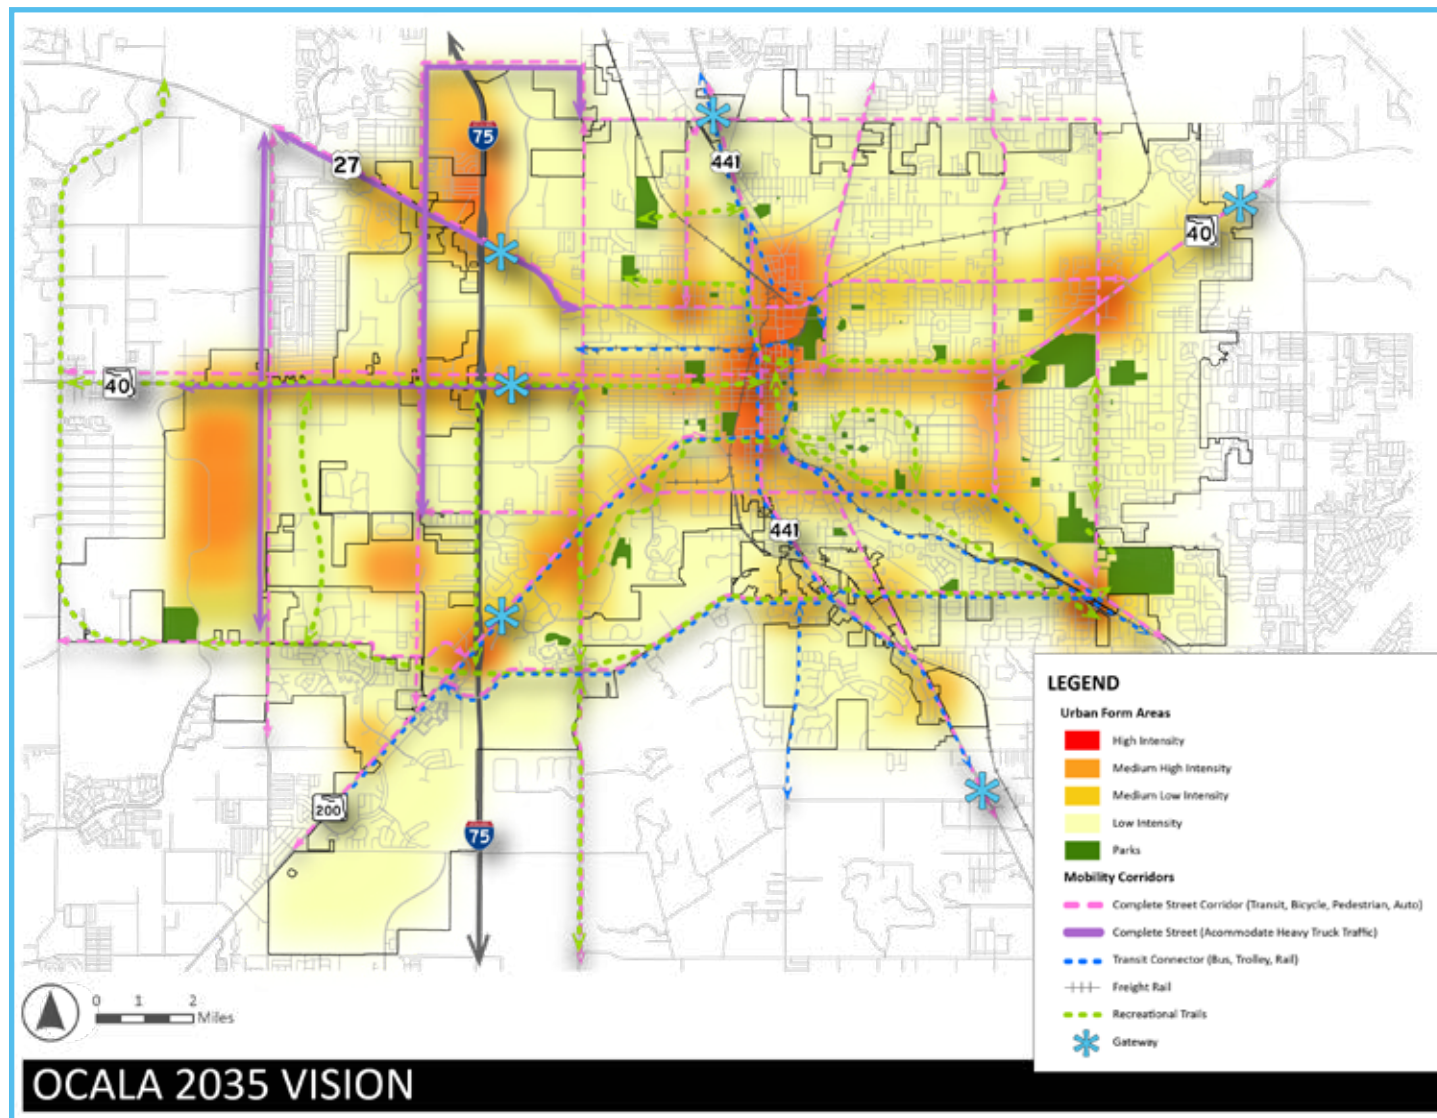 75
27
441
40
40
441
200
75
LEGEND
Urban Form Areas
High Intensity
Medium High Intensity
Medium Low Intensity
Low Intensity
Parks
Mobility Corridors
Complete Street Corridor (Transit, Bicycle, Pedestrian, Auto)
Complete Street (Acommodate Heavy Truck Traffic)
Transit Connector (Bus, Trolley, Rail)
Freight Rail
Recreational Trails
Gateway
0 1 2
Miles
OCALA 2035 VISION